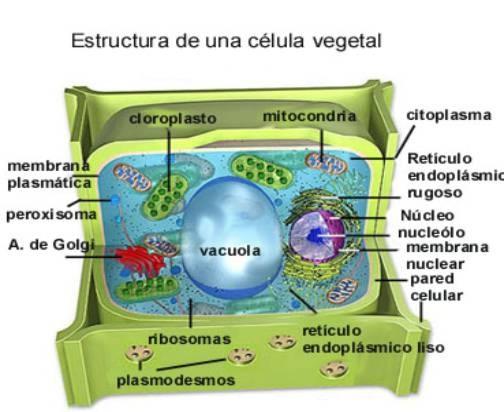 Estructura de una célula vegetal
cloroplasto
mitocondria
citoplasma
membrana
plasmática
Retículo
endoplásmico
rugoso
peroxisoma
Núcleo
nucleólo
A. de Golgi
vacuola
membrana
nuclear
pared
celular
ribosomas
retículo
endoplásmico liso
plasmodesmos